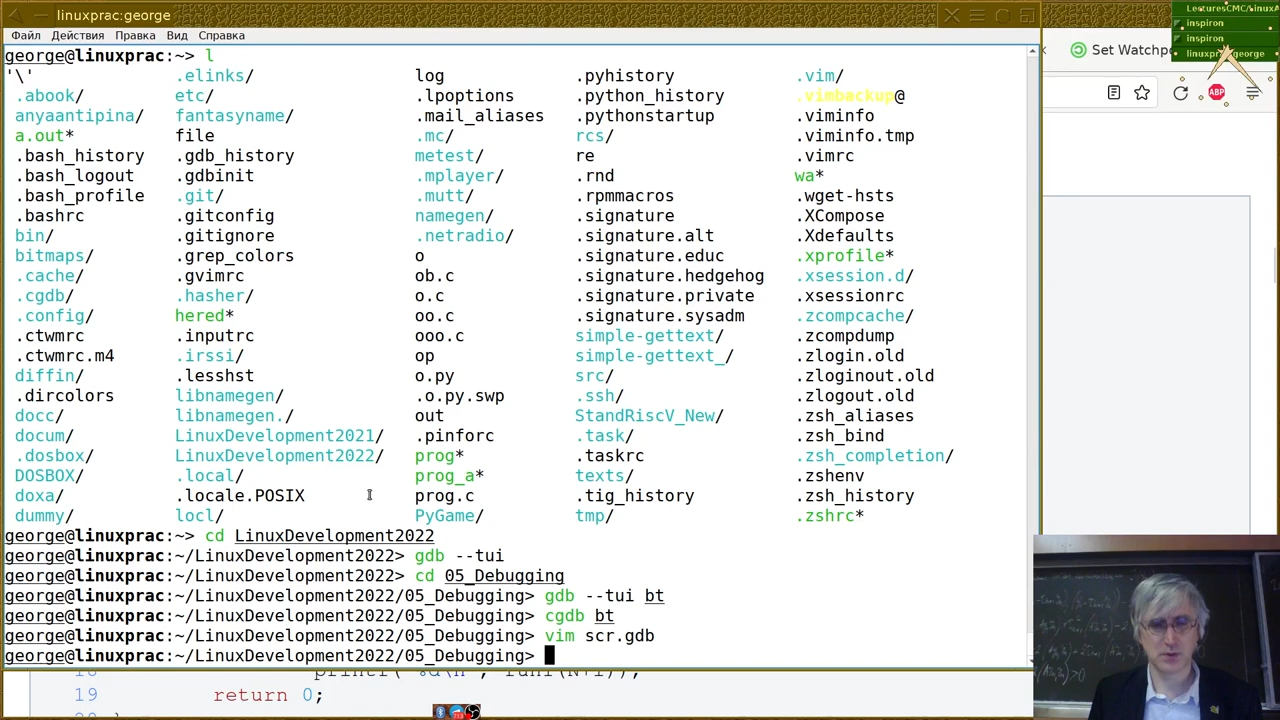 linuxprac:george
LecturesCMC/LinuxA
inspiron
inspiron
linuxprac:george
Файл Действия Правка Вид Справка
Set Watchpo
ABP
george@linuxprac:~> l
'\' .elinks/ log .pyhistory .vim/
.abook/ etc/ .lpoptions .python_history .vimbackup@
anyaantipina/ fantasyname/ .mail_aliases .pythonstartup .viminfo
a.out* file .mc/ rcs/ .viminfo.tmp
.bash_history .gdb_history metest/ re .vimrc
.bash_logout .gdbinit .mplayer/ .rnd wa*
.bash_profile .git/ .mutt/ .rpmmacros .wget-hsts
.bashrc .gitconfig namegen/ .signature .XCompose
bin/ .gitignore .netradio/ .signature.alt .Xdefaults
bitmaps/ .grep_colors o .signature.educ .xprofile*
.cache/ .gvimrc ob.c .signature.hedgehog .xsession.d/
.cgdb/ .hasher/ o.c .signature.private .xsessionrc
.config/ hered* oo.c .signature.sysadm .zcompcache/
.ctwmrc .inputrc ooo.c simple-gettext/ .zcompdump
.ctwmrc.m4 .irssi/ op simple-gettext_/ .zlogin.old
diffin/ .lesshst o.py src/ .zloginout.old
.dircolors libnamegen/ .o.py.swp .ssh/ .zlogout.old
docc/ libnamegen./ out StandRiscV_New/ .zsh_aliases
docum/ LinuxDevelopment2021/ .pinforc .task/ .zsh_bind
.dosbox/ LinuxDevelopment2022/ prog* .taskrc .zsh_completion/
DOSBOX/ .local/ prog_a* texts/ .zshenv
doxa/ .locale.POSIX prog.c .tig_history .zsh_history
dummy/ locl/ PyGame/ tmp/ .zshrc*
george@linuxprac:~> cd LinuxDevelopment2022
george@linuxprac:~/LinuxDevelopment2022> gdb --tui
george@linuxprac:~/LinuxDevelopment2022> cd 05_Debugging
george@linuxprac:~/LinuxDevelopment2022/05_Debugging> gdb --tui bt
george@linuxprac:~/LinuxDevelopment2022/05_Debugging> cgdb bt
george@linuxprac:~/LinuxDevelopment2022/05_Debugging> vim scr.gdb
george@linuxprac:~/LinuxDevelopment2022/05_Debugging>
19 return 0;